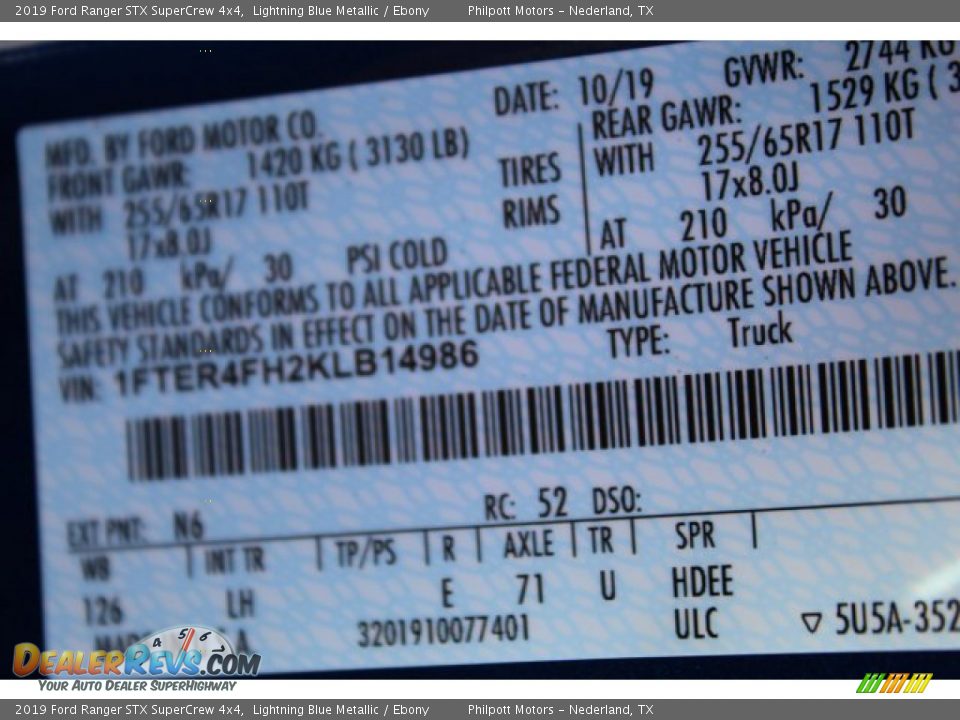 2019 Ford Ranger STX SuperCrew 4x4, Lightning Blue Metallic / Ebony Philpott Motors - Nederland, TX
MFD. BY FORD MOTOR CO. DATE: 10/19 GVWR: 2744 KG
FRONT GAWR: 1420 KG ( 3130 LB) REAR GAWR: 1529 KG ( 3
WITH 255/65R17 110T TIRES WITH 255/65R17 110T
17x8.0J RIMS 17x8.0J
AT 210 kPa/ 30 PSI COLD AT 210 kPa/ 30
THIS VEHICLE CONFORMS TO ALL APPLICABLE FEDERAL MOTOR VEHICLE
SAFETY STANDARDS IN EFFECT ON THE DATE OF MANUFACTURE SHOWN ABOVE.
VIN: 1FTER4FH2KLB14986 TYPE: Truck
EXT PNT: N6 RC: 52 DSO:
WB INT TR TP/PS R AXLE TR SPR
126 LH E 71 U HDEE
3201910077401 ULC ▽ 5U5A-352
4 5 6 7
DealerRevs.com
Your Auto Dealer SuperHighway
2019 Ford Ranger STX SuperCrew 4x4, Lightning Blue Metallic / Ebony Philpott Motors - Nederland, TX